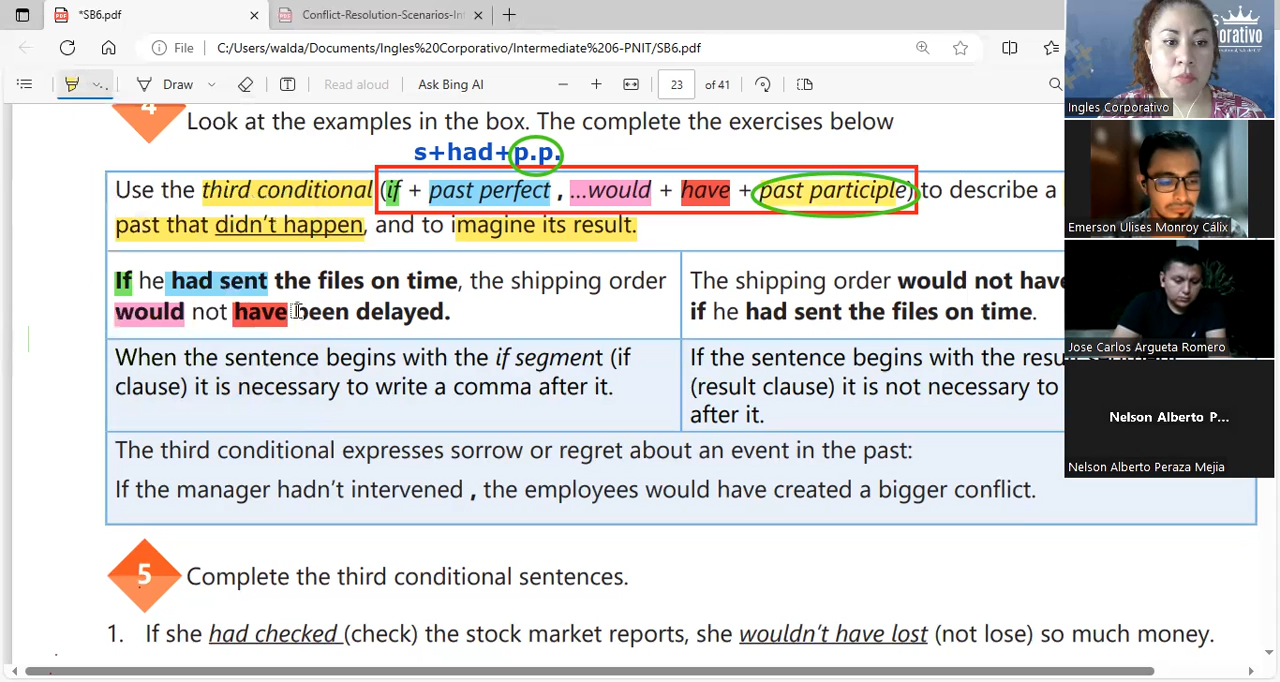 *SB6.pdf
Conflict-Resolution-Scenarios-In
File
C:/Users/walda/Documents/Ingles%20Corporativo/Intermediate%206-PNIT/SB6.pdf
Draw
Read aloud
Ask Bing AI
23 of 41
4
Look at the examples in the box. The complete the exercises below
s+had+p.p.
Use the third conditional (if + past perfect , ...would + have + past participle) to describe a
past that didn't happen, and to imagine its result.
If he had sent the files on time, the shipping order
would not have been delayed.
The shipping order would not have
if he had sent the files on time.
When the sentence begins with the if segment (if
clause) it is necessary to write a comma after it.
If the sentence begins with the
(result clause) it is not necessary to
after it.
The third conditional expresses sorrow or regret about an event in the past:
If the manager hadn't intervened , the employees would have created a bigger conflict.
5
Complete the third conditional sentences.
1. If she had checked (check) the stock market reports, she wouldn't have lost (not lose) so much money.
orativo
Ingles Corporativo
Emerson Ulises Monroy Cálix
Jose Carlos Argueta Romero
Nelson Alberto P...
Nelson Alberto Peraza Mejia